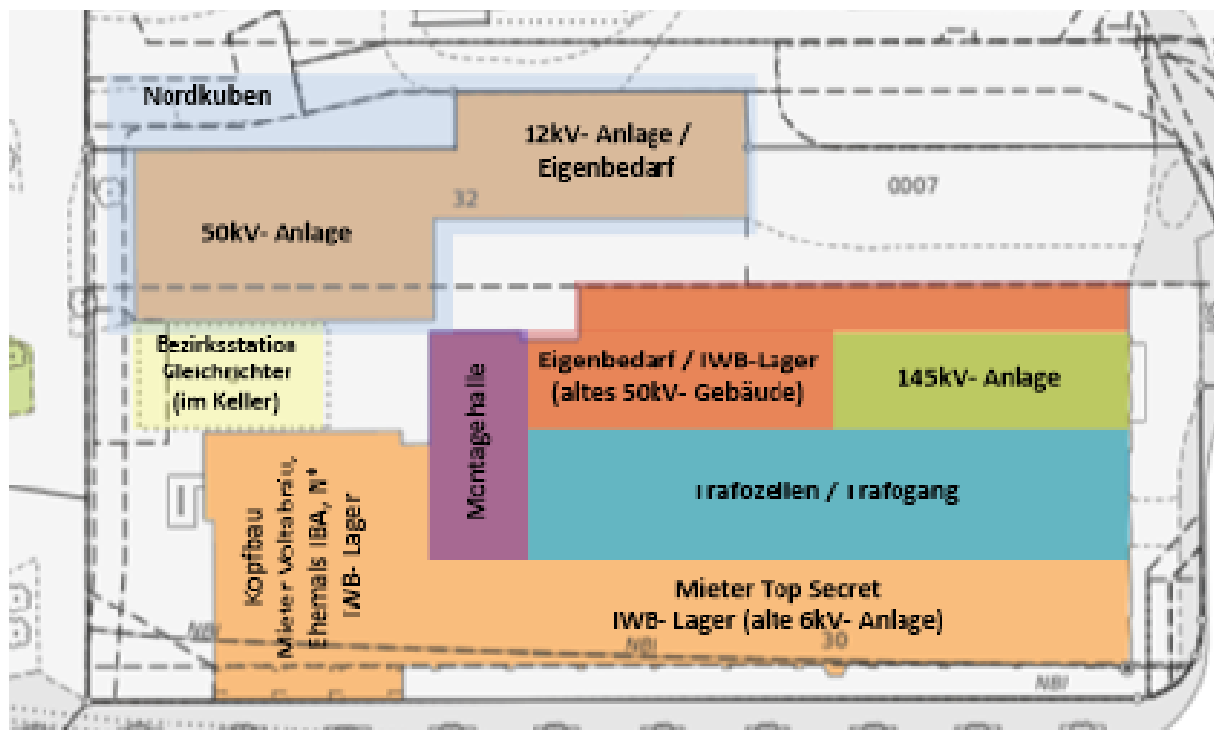 Nordkuben
12kV- Anlage /
Eigenbedarf
0007
32
50kV- Anlage
Bezirksstation
Gleichrichter
(im Keller)
Montagehalle
Eigenbedarf / IWB-Lager
(altes 50kV- Gebäude)
145kV- Anlage
Trafozellen / Trafogang
Kopfbau
Mieter Voltabräu,
Ehemals IBA, N*
IWB- Lager
Mieter Top Secret
IWB- Lager (alte 6kV- Anlage)
NBI
NBI
30
NBI